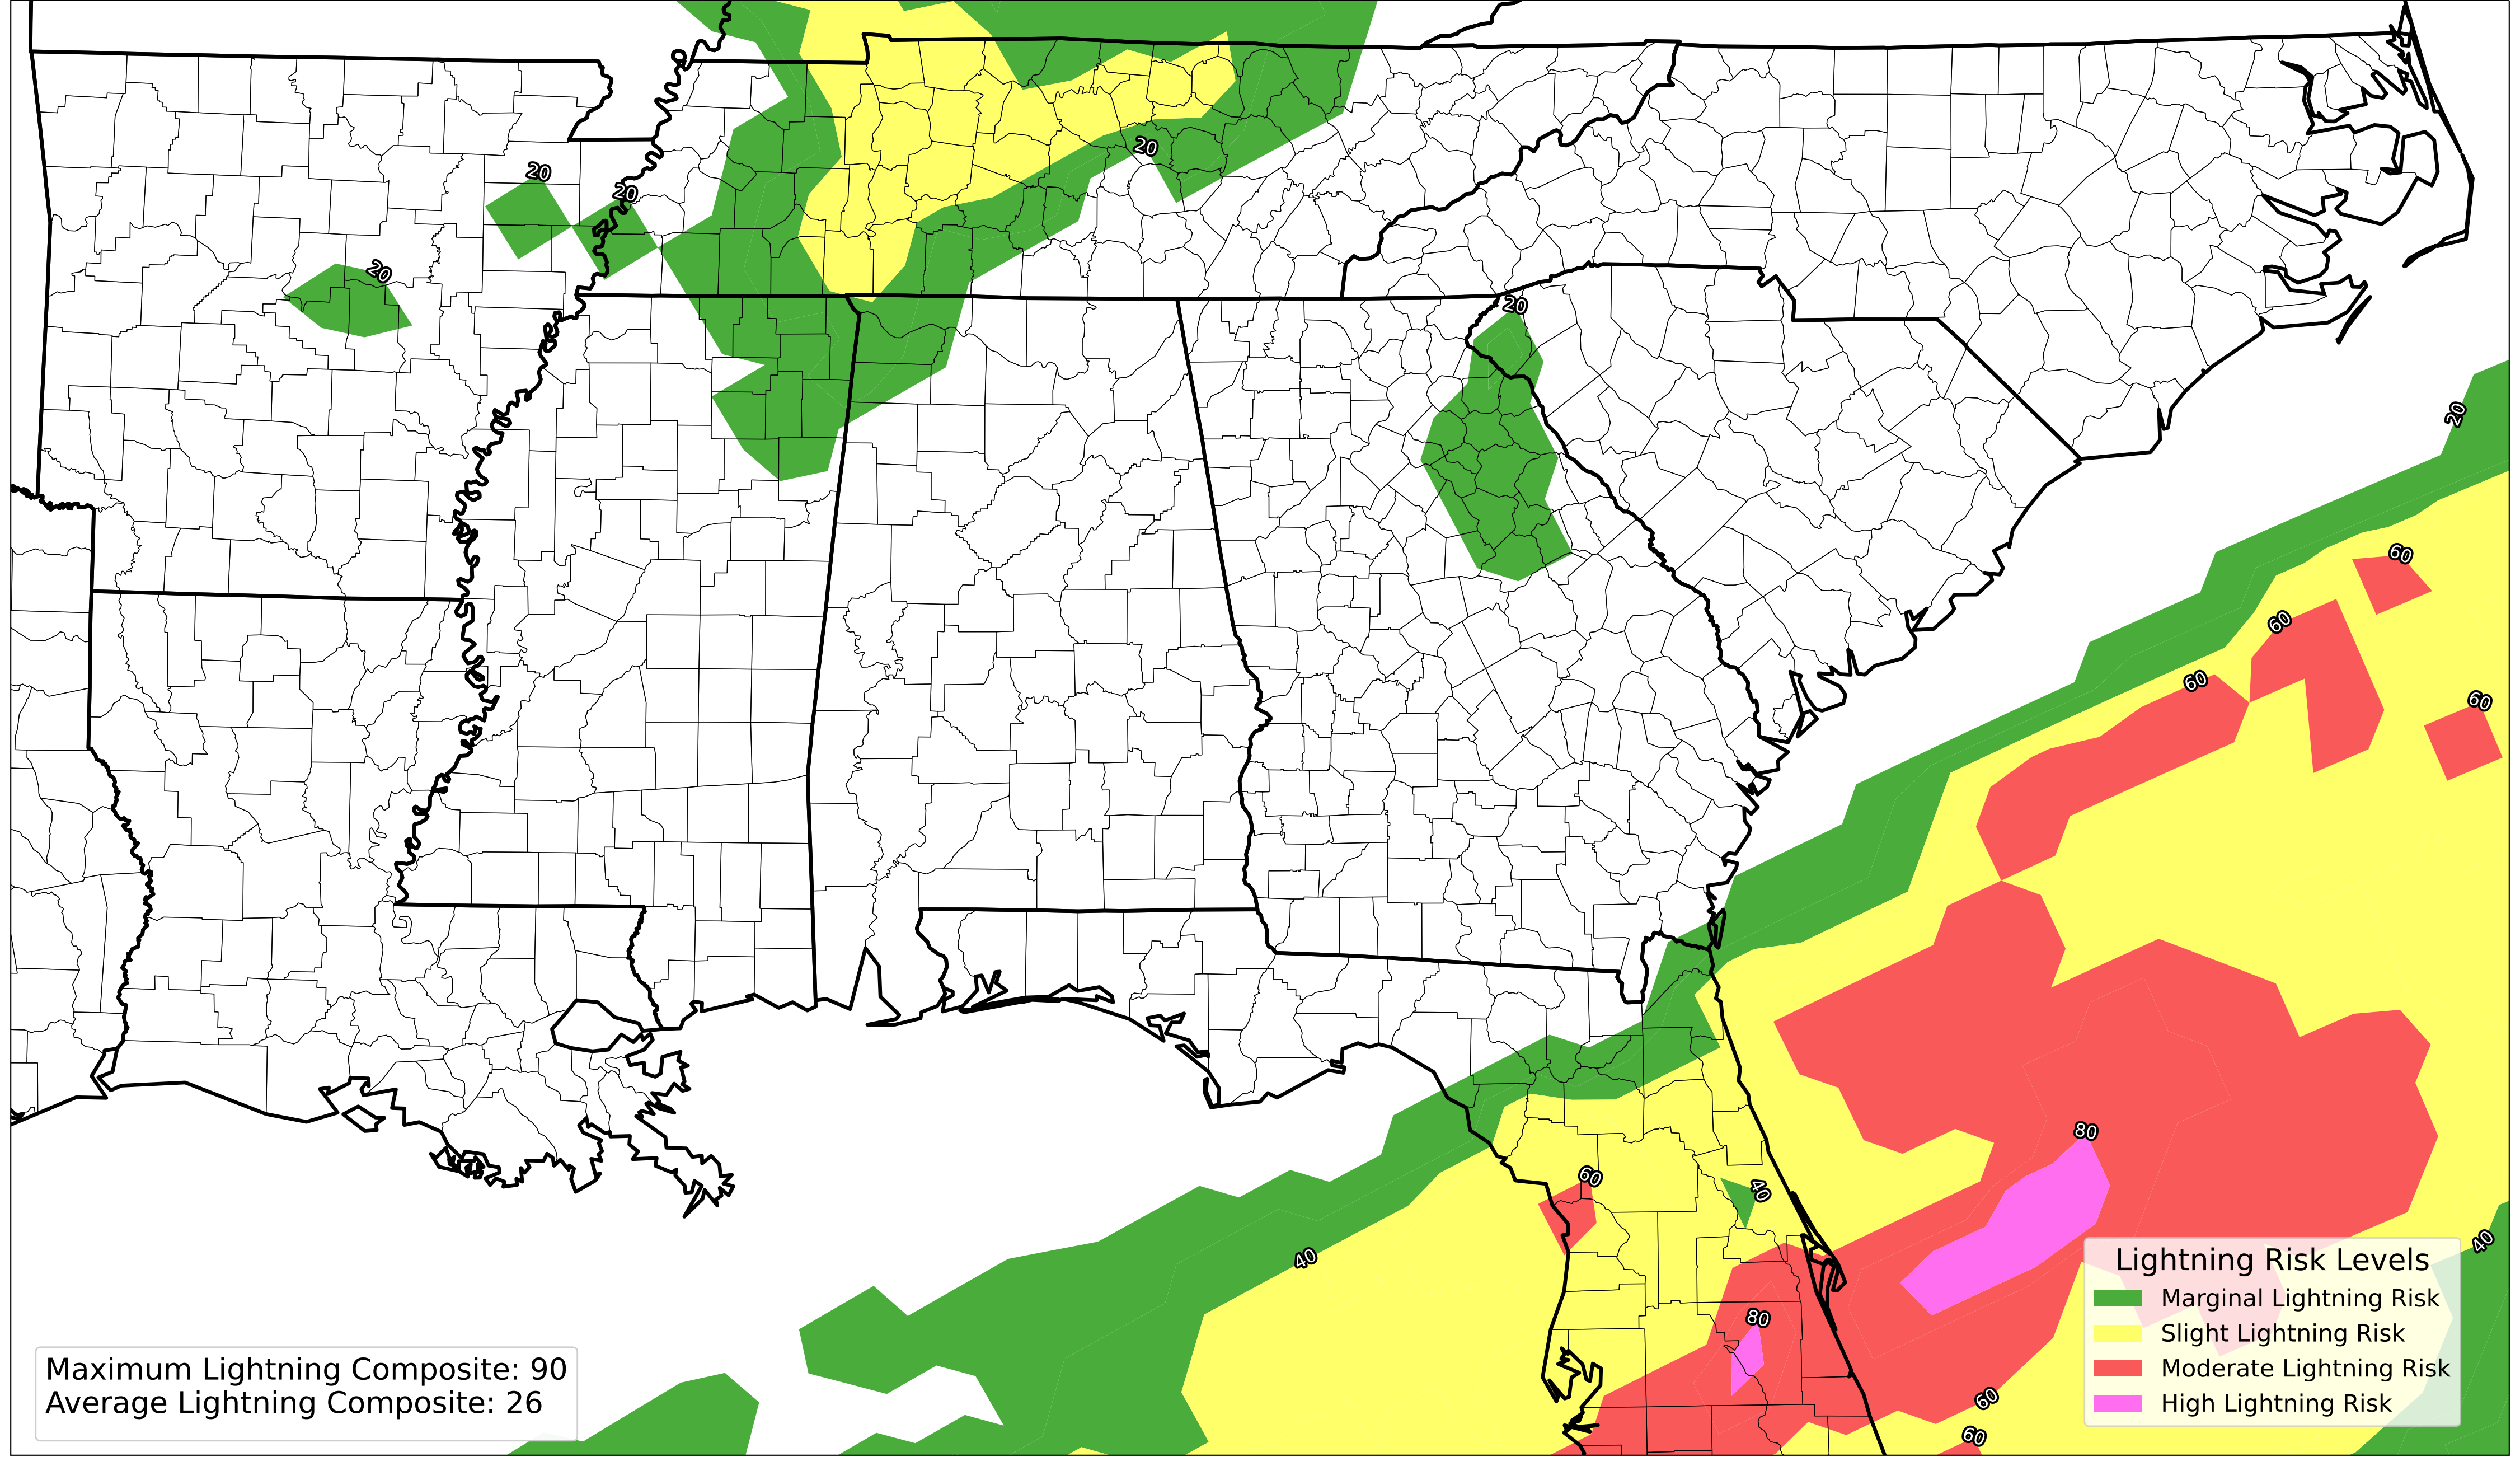 20
20
20
20
20
20
60
60
60
60
60
40
80
40
40
80
60
60
Lightning Risk Levels
Marginal Lightning Risk
Slight Lightning Risk
Moderate Lightning Risk
High Lightning Risk
Maximum Lightning Composite: 90
Average Lightning Composite: 26